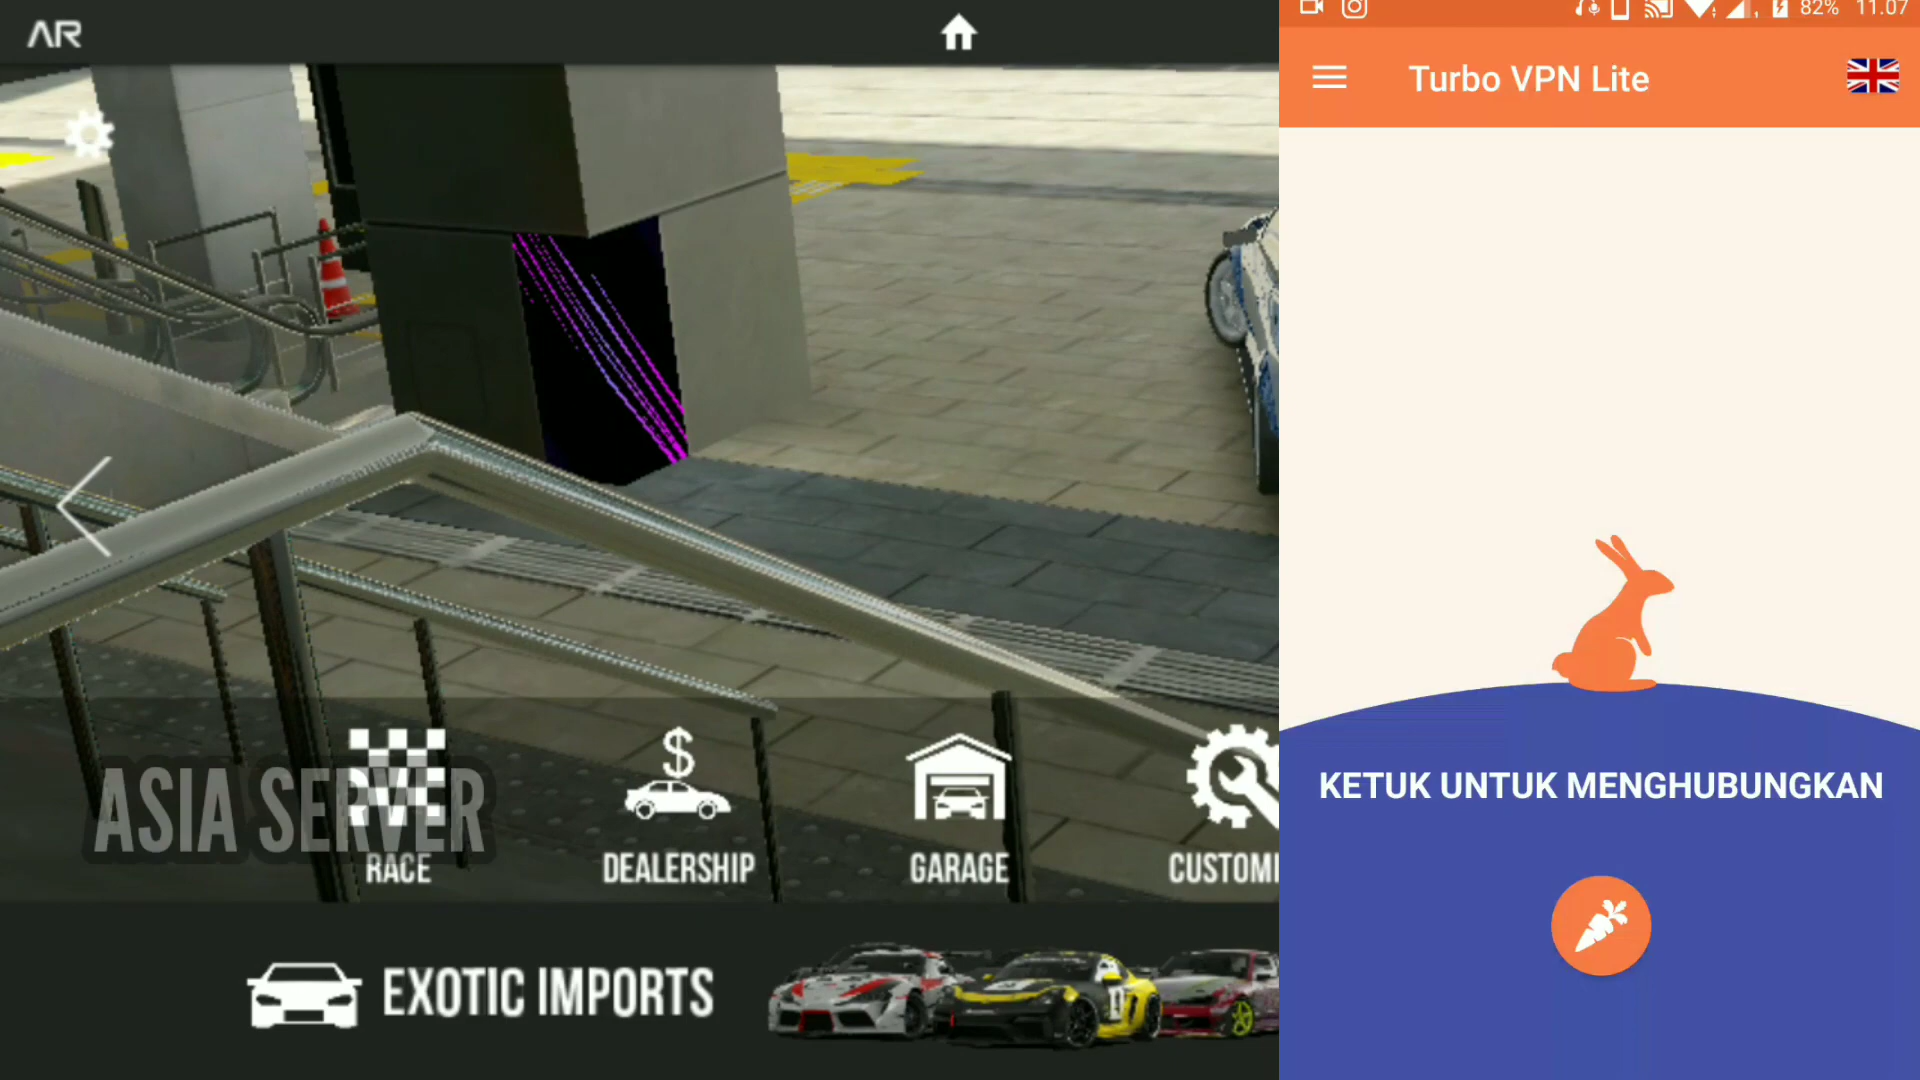 AR
ASIA SERVER
RACE
DEALERSHIP
GARAGE
CUSTOMI
EXOTIC IMPORTS
82% 11.07
Turbo VPN Lite
KETUK UNTUK MENGHUBUNGKAN